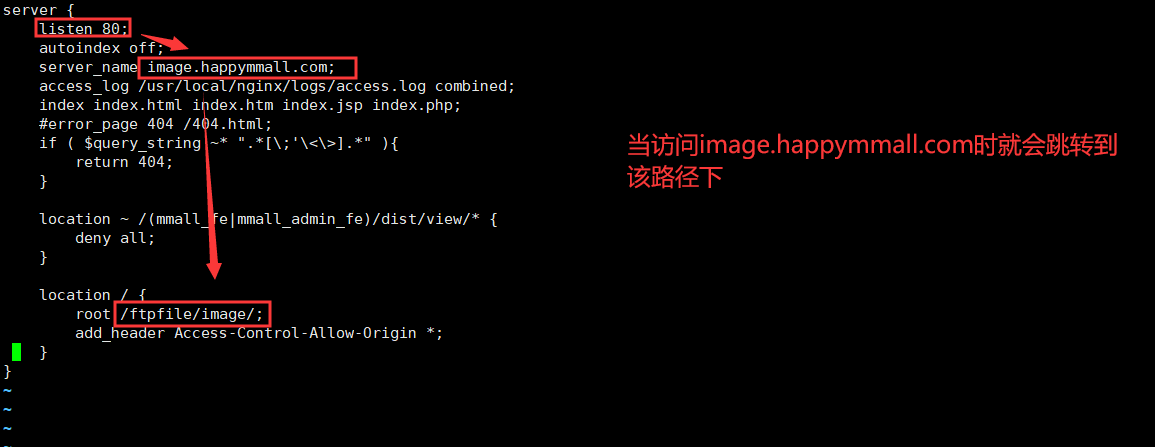 server {
listen 80;
autoindex off;
server_name image.happymmall.com;
access_log /usr/local/nginx/logs/access.log combined;
index index.html index.htm index.jsp index.php;
#error_page 404 /404.html;
if ( $query_string ~* ".*[\;'\<\>].*" ){
return 404;
}
location ~ /(mmall_fe|mmall_admin_fe)/dist/view/* {
deny all;
}
location / {
root /ftpfile/image/;
add_header Access-Control-Allow-Origin *;
}
}
~
~
~
~
当访问image.happymmall.com时就会跳转到
该路径下